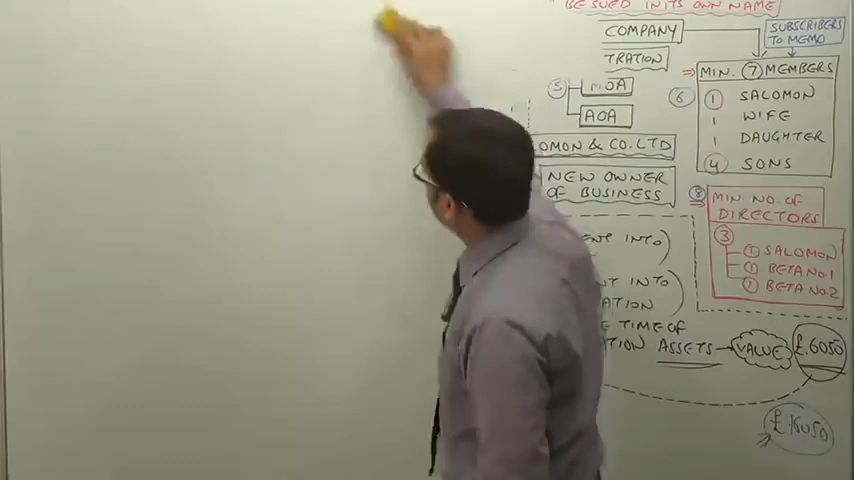 BE SUED IN ITS OWN NAME
COMPANY
SUBSCRIBERS
TO MEMO
TRATION
MIN. 7 MEMBERS
5
MOA
AOA
6
1 SALOMON
1 WIFE
1 DAUGHTER
4 SONS
OMON & CO. LTD
NEW OWNER
OF BUSINESS
8
MIN. NO. OF
DIRECTORS
3
1 SALOMON
1 BETA NO.1
1 BETA NO.2
ENT INTO
NT INTO
ATION
E TIME OF
TION ASSETS
VALUE
£.6050